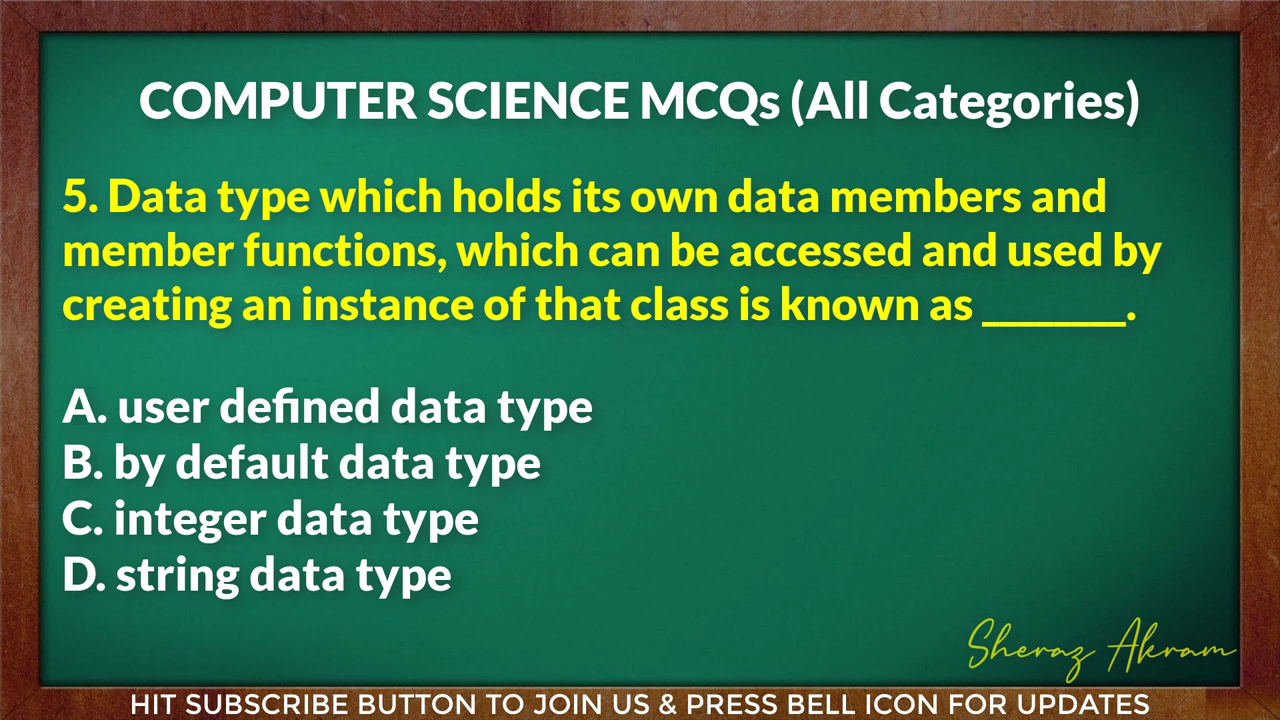 COMPUTER SCIENCE MCQs (All Categories)
5. Data type which holds its own data members and
member functions, which can be accessed and used by
creating an instance of that class is known as ________.
A. user defined data type
B. by default data type
C. integer data type
D. string data type
Sheraz Akram
HIT SUBSCRIBE BUTTON TO JOIN US & PRESS BELL ICON FOR UPDATES